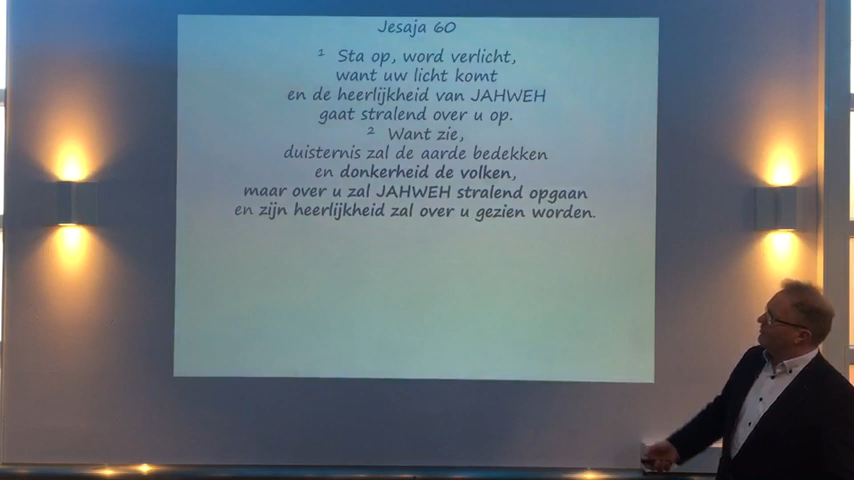 Jesaja 60
1 Sta op, word verlicht,
want uw licht komt
en de heerlijkheid van JAHWEH
gaat stralend over u op.
2 Want zie,
duisternis zal de aarde bedekken
en donkerheid de volken,
maar over u zal JAHWEH stralend opgaan
en zijn heerlijkheid zal over u gezien worden.